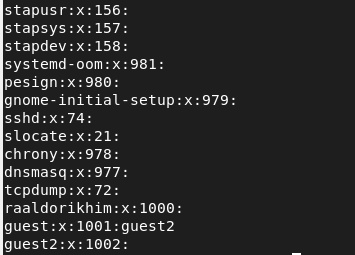 stapusr:x:156:
stapsys:x:157:
stapdev:x:158:
systemd-oom:x:981:
pesign:x:980:
gnome-initial-setup:x:979:
sshd:x:74:
slocate:x:21:
chrony:x:978:
dnsmasq:x:977:
tcpdump:x:72:
raaldorikhim:x:1000:
guest:x:1001:guest2
guest2:x:1002: